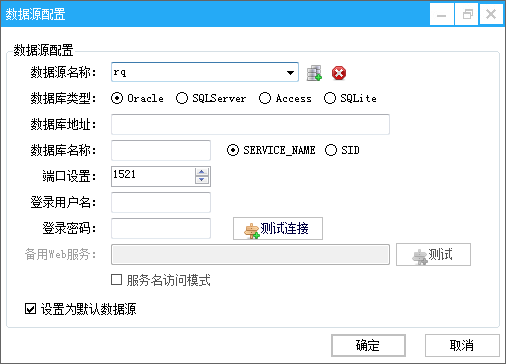 数据源配置
数据源配置
数据源名称： rq
数据库类型： Oracle SQLServer Access SQLite
数据库地址：
数据库名称： SERVICE_NAME SID
端口设置： 1521
登录用户名：
登录密码： 测试连接
备用Web服务： 测试
服务名访问模式
设置为默认数据源
确定 取消